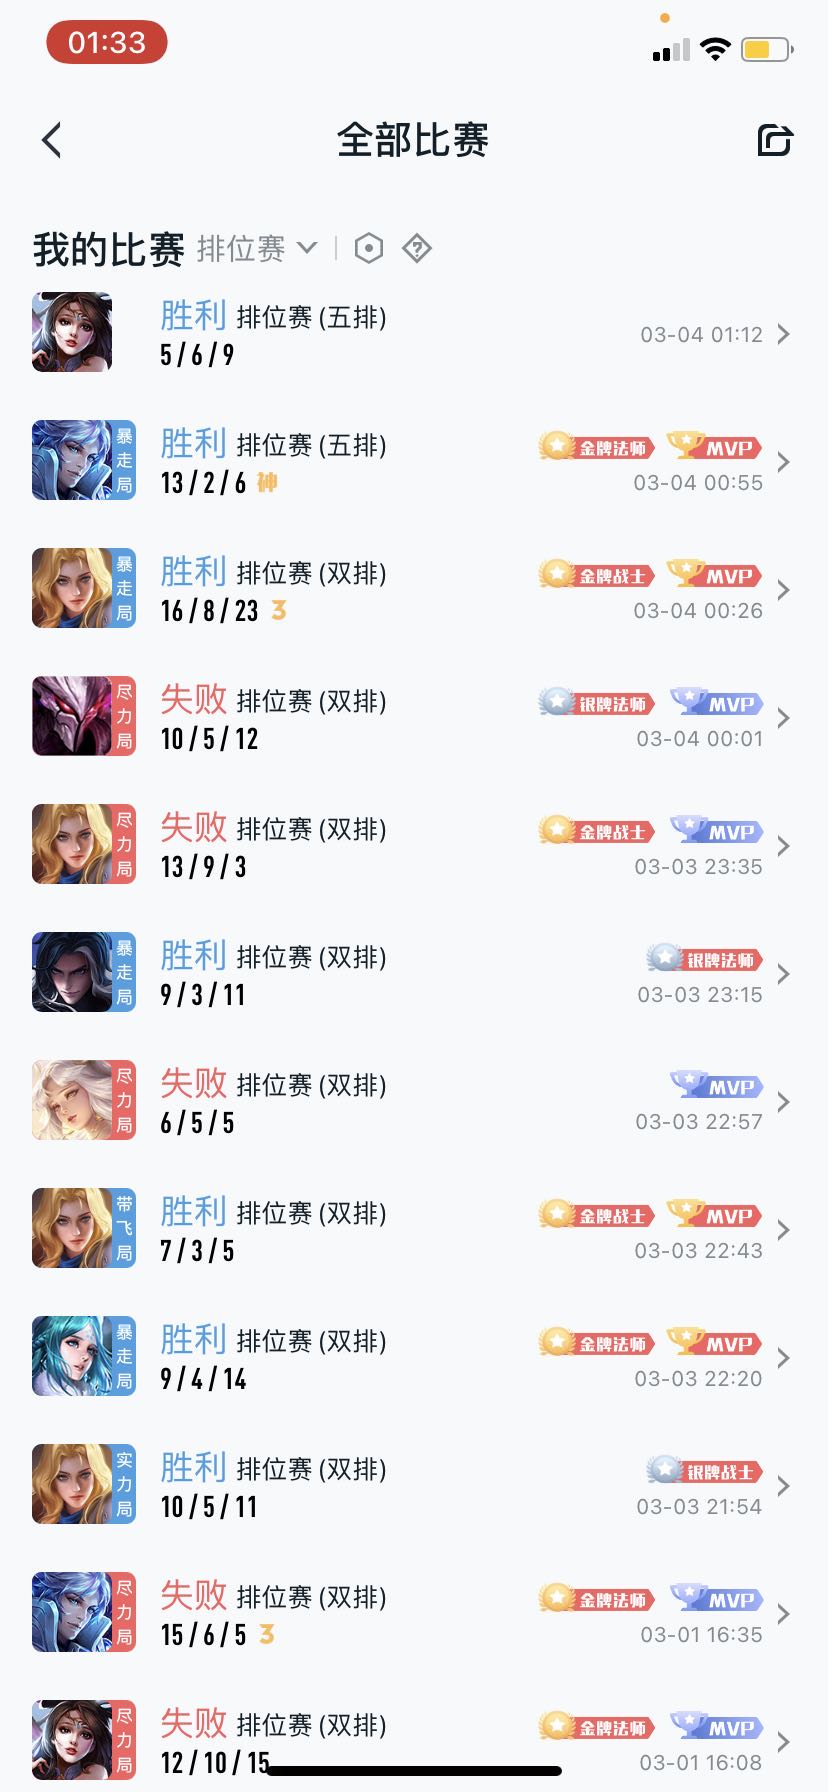 01:33
全部比赛
我的比赛 排位赛
胜利 排位赛 (五排)
5 / 6 / 9
03-04 01:12
暴走局
胜利 排位赛 (五排)
13 / 2 / 6 神
金牌法师 MVP
03-04 00:55
暴走局
胜利 排位赛 (双排)
16 / 8 / 23 3
金牌战士 MVP
03-04 00:26
尽力局
失败 排位赛 (双排)
10 / 5 / 12
银牌法师 MVP
03-04 00:01
尽力局
失败 排位赛 (双排)
13 / 9 / 3
金牌战士 MVP
03-03 23:35
暴走局
胜利 排位赛 (双排)
9 / 3 / 11
银牌法师
03-03 23:15
尽力局
失败 排位赛 (双排)
6 / 5 / 5
MVP
03-03 22:57
带飞局
胜利 排位赛 (双排)
7 / 3 / 5
金牌战士 MVP
03-03 22:43
暴走局
胜利 排位赛 (双排)
9 / 4 / 14
金牌法师 MVP
03-03 22:20
实力局
胜利 排位赛 (双排)
10 / 5 / 11
银牌战士
03-03 21:54
尽力局
失败 排位赛 (双排)
15 / 6 / 5 3
金牌法师 MVP
03-01 16:35
尽力局
失败 排位赛 (双排)
12 / 10 / 15
金牌法师 MVP
03-01 16:08